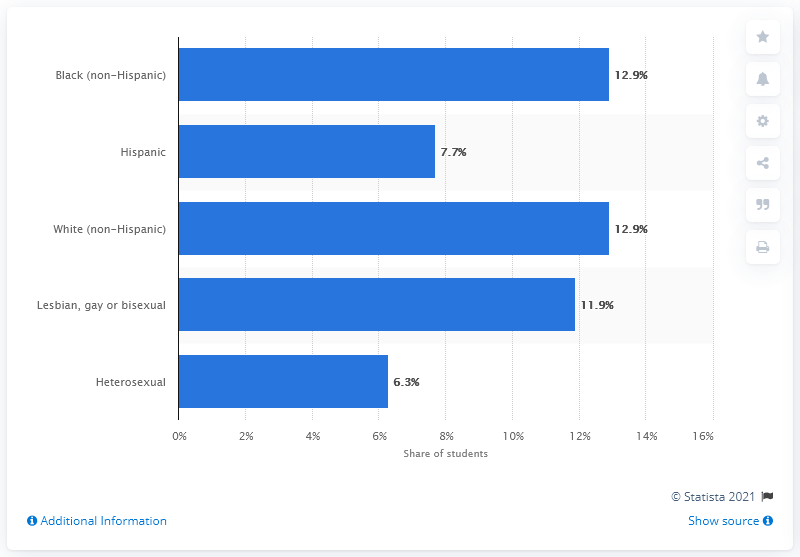 Black (non-Hispanic) 12.9%
Hispanic 7.7%
White (non-Hispanic) 12.9%
Lesbian, gay or bisexual 11.9%
Heterosexual 6.3%
0% 2% 4% 6% 8% 10% 12% 14% 16%
Share of students
© Statista 2021
Additional Information Show source